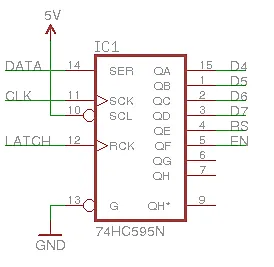 5V
IC1
DATA 14 SER QA 15 D4
QB 1 D5
CLK 11 SCK QC 2 D6
10 SCL QD 3 D7
QE 4 RS
LATCH 12 RCK QF 5 EN
QG 6
QH 7
13 G QH* 9
GND 74HC595N